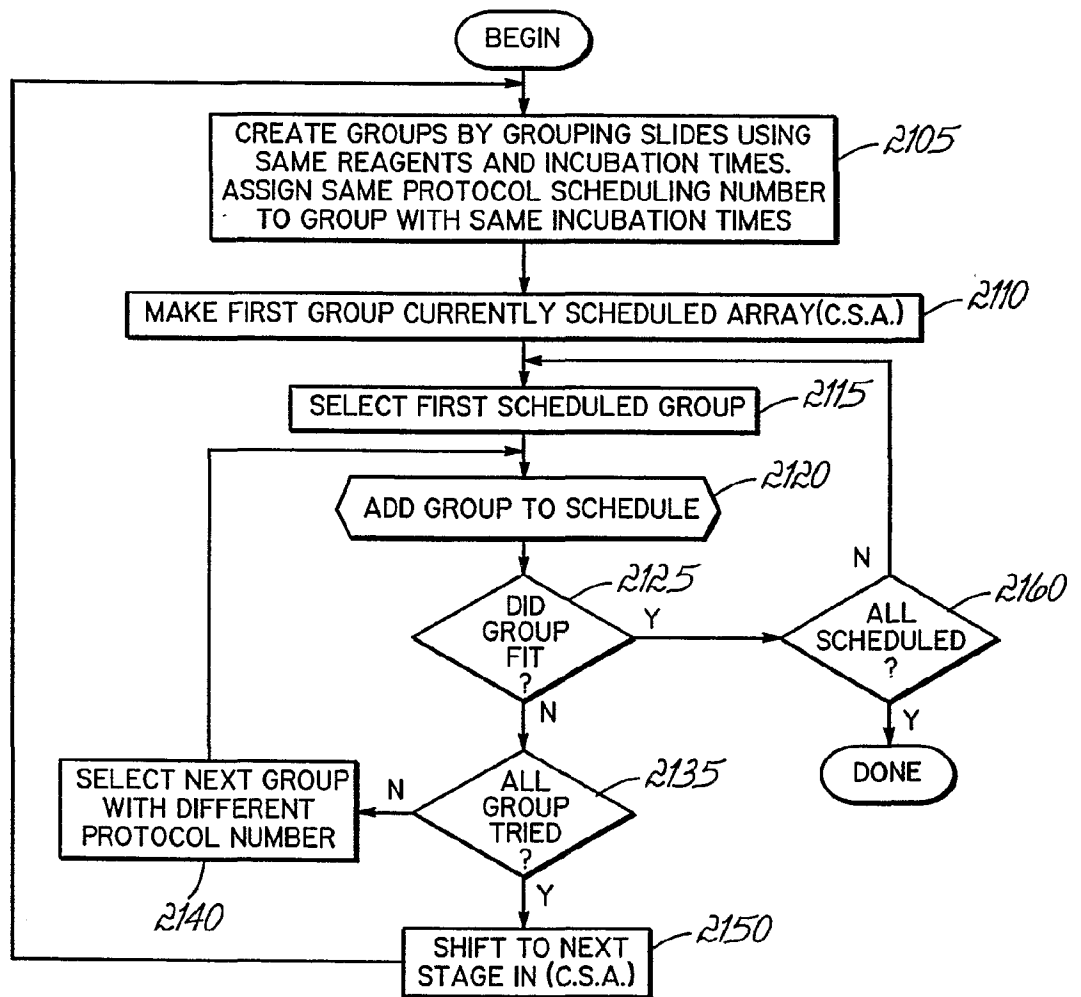 BEGIN
CREATE GROUPS BY GROUPING SLIDES USING
SAME REAGENTS AND INCUBATION TIMES.
ASSIGN SAME PROTOCOL SCHEDULING NUMBER
TO GROUP WITH SAME INCUBATION TIMES
2105
MAKE FIRST GROUP CURRENTLY SCHEDULED ARRAY(C.S.A.)
2110
SELECT FIRST SCHEDULED GROUP
2115
ADD GROUP TO SCHEDULE
2120
DID
GROUP
FIT
?
2125
Y
N
N
ALL
SCHEDULED
?
2160
Y
DONE
ALL
GROUP
TRIED
?
2135
N
Y
SELECT NEXT GROUP
WITH DIFFERENT
PROTOCOL NUMBER
2140
SHIFT TO NEXT
STAGE IN (C.S.A.)
2150